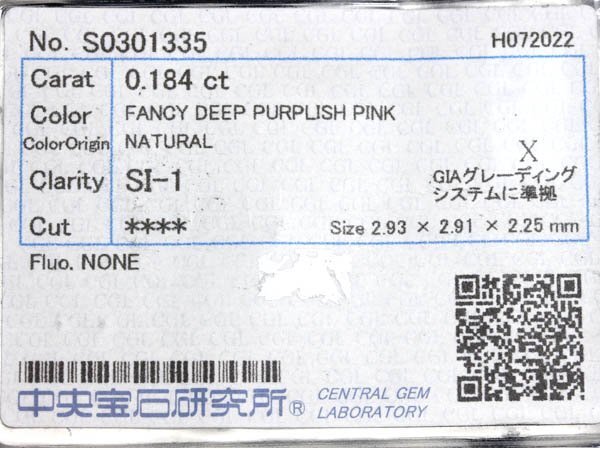 No. S0301335 H072022
Carat 0.184 ct
Color FANCY DEEP PURPLISH PINK
ColorOrigin NATURAL
X
Clarity SI-1 GIAグレーディング
システムに準拠
Cut **** Size 2.93 × 2.91 × 2.25 mm
Fluo. NONE
中央宝石研究所® CENTRAL GEM
LABORATORY